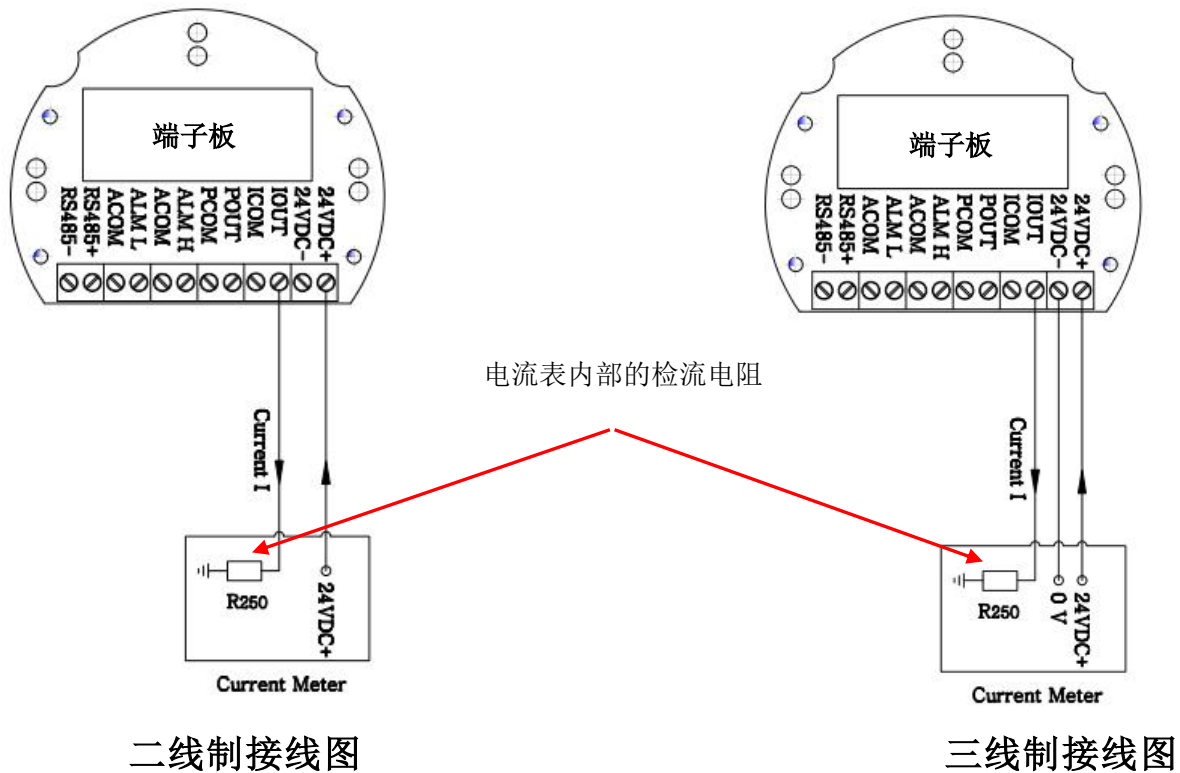 端子板
RS485-
RS485+
ACOM
ALM L
ACOM
ALM H
PCOM
POUT
ICOM
IOUT
24VDC-
24VDC+
Current I
R250
24VDC+
Current Meter
二线制接线图
电流表内部的检流电阻
端子板
RS485-
RS485+
ACOM
ALM L
ACOM
ALM H
PCOM
POUT
ICOM
IOUT
24VDC-
24VDC+
Current I
R250
0 V
24VDC+
Current Meter
三线制接线图